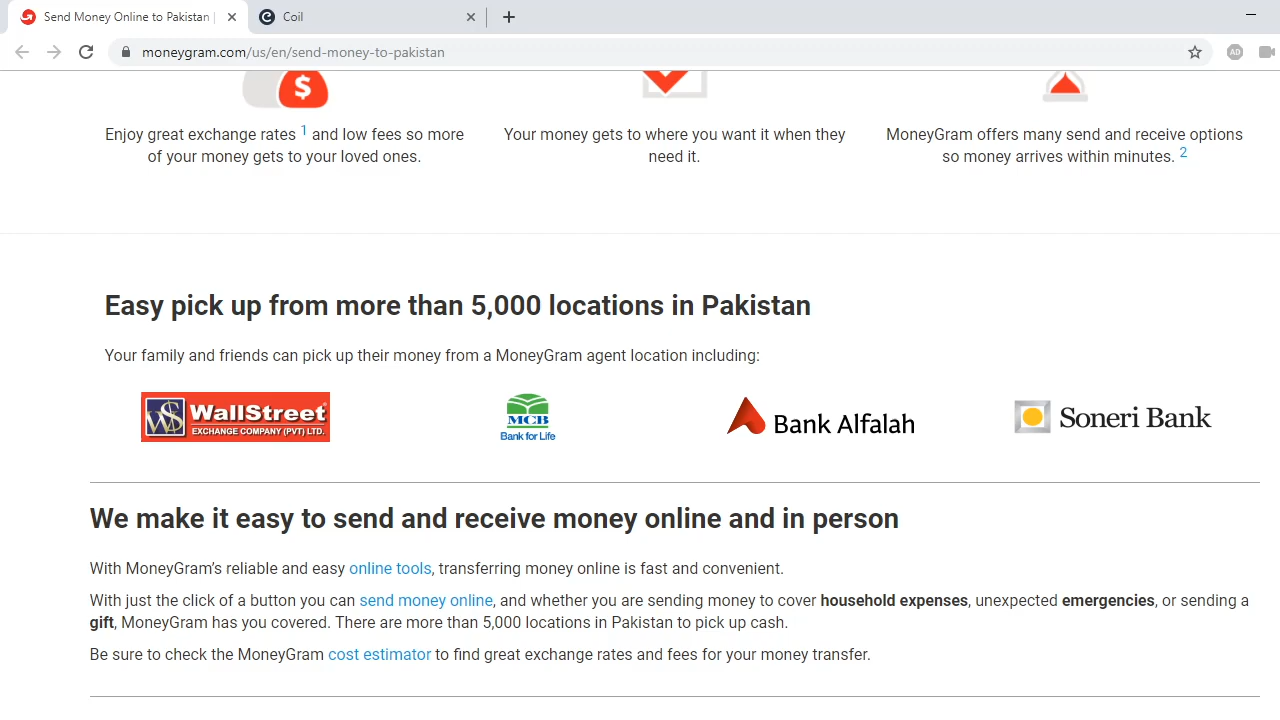 Send Money Online to Pakistan |
Coil
moneygram.com/us/en/send-money-to-pakistan
AD
$
Enjoy great exchange rates 1 and low fees so more
of your money gets to your loved ones.
Your money gets to where you want it when they
need it.
MoneyGram offers many send and receive options
so money arrives within minutes. 2
Easy pick up from more than 5,000 locations in Pakistan
Your family and friends can pick up their money from a MoneyGram agent location including:
WS
WallStreet
EXCHANGE COMPANY (PVT) LTD.
MCB
Bank for Life
Bank Alfalah
Soneri Bank
We make it easy to send and receive money online and in person
With MoneyGram’s reliable and easy online tools, transferring money online is fast and convenient.
With just the click of a button you can send money online, and whether you are sending money to cover household expenses, unexpected emergencies, or sending a
gift, MoneyGram has you covered. There are more than 5,000 locations in Pakistan to pick up cash.
Be sure to check the MoneyGram cost estimator to find great exchange rates and fees for your money transfer.